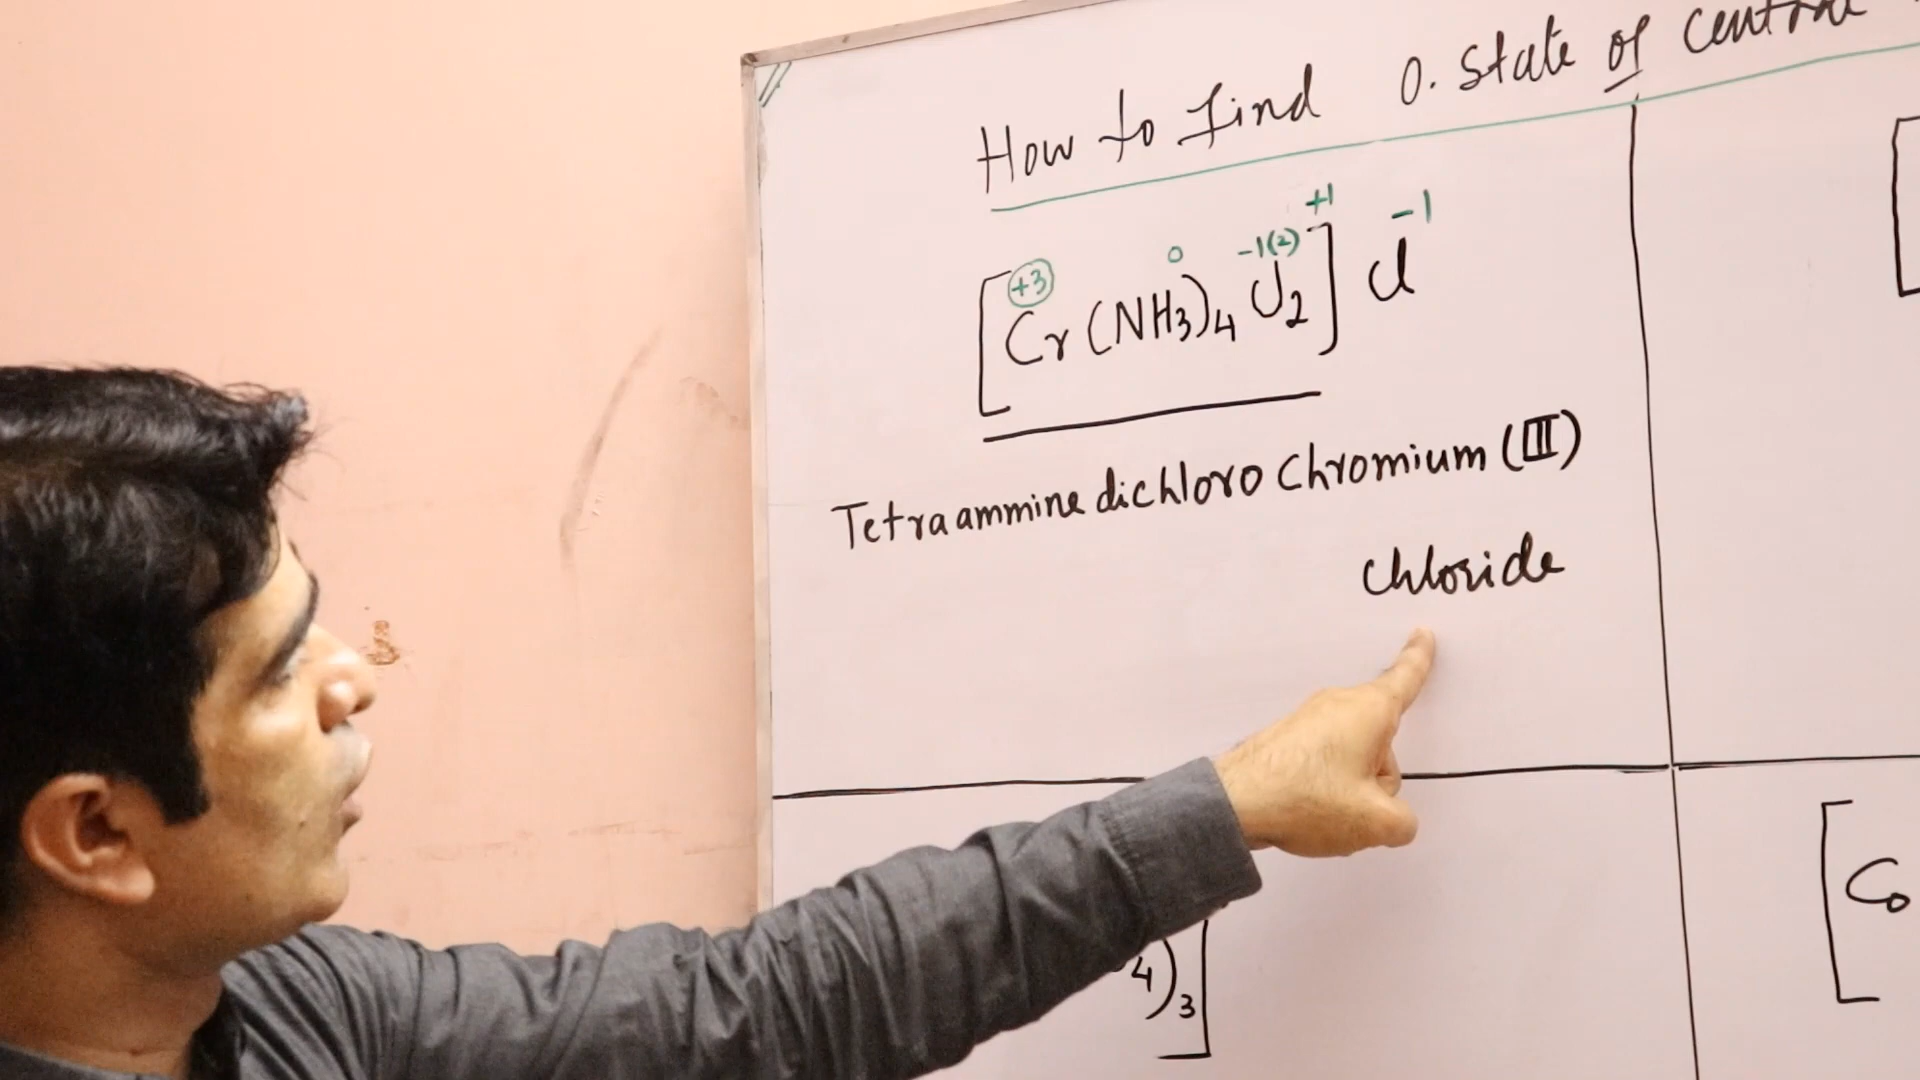 How to find O. State of central
+1 -1
+3 0 -1(2)
[Cr(NH3)4 Cl2] Cl
Tetraammine dichloro Chromium (III)
Chloride
[Co
4)3]